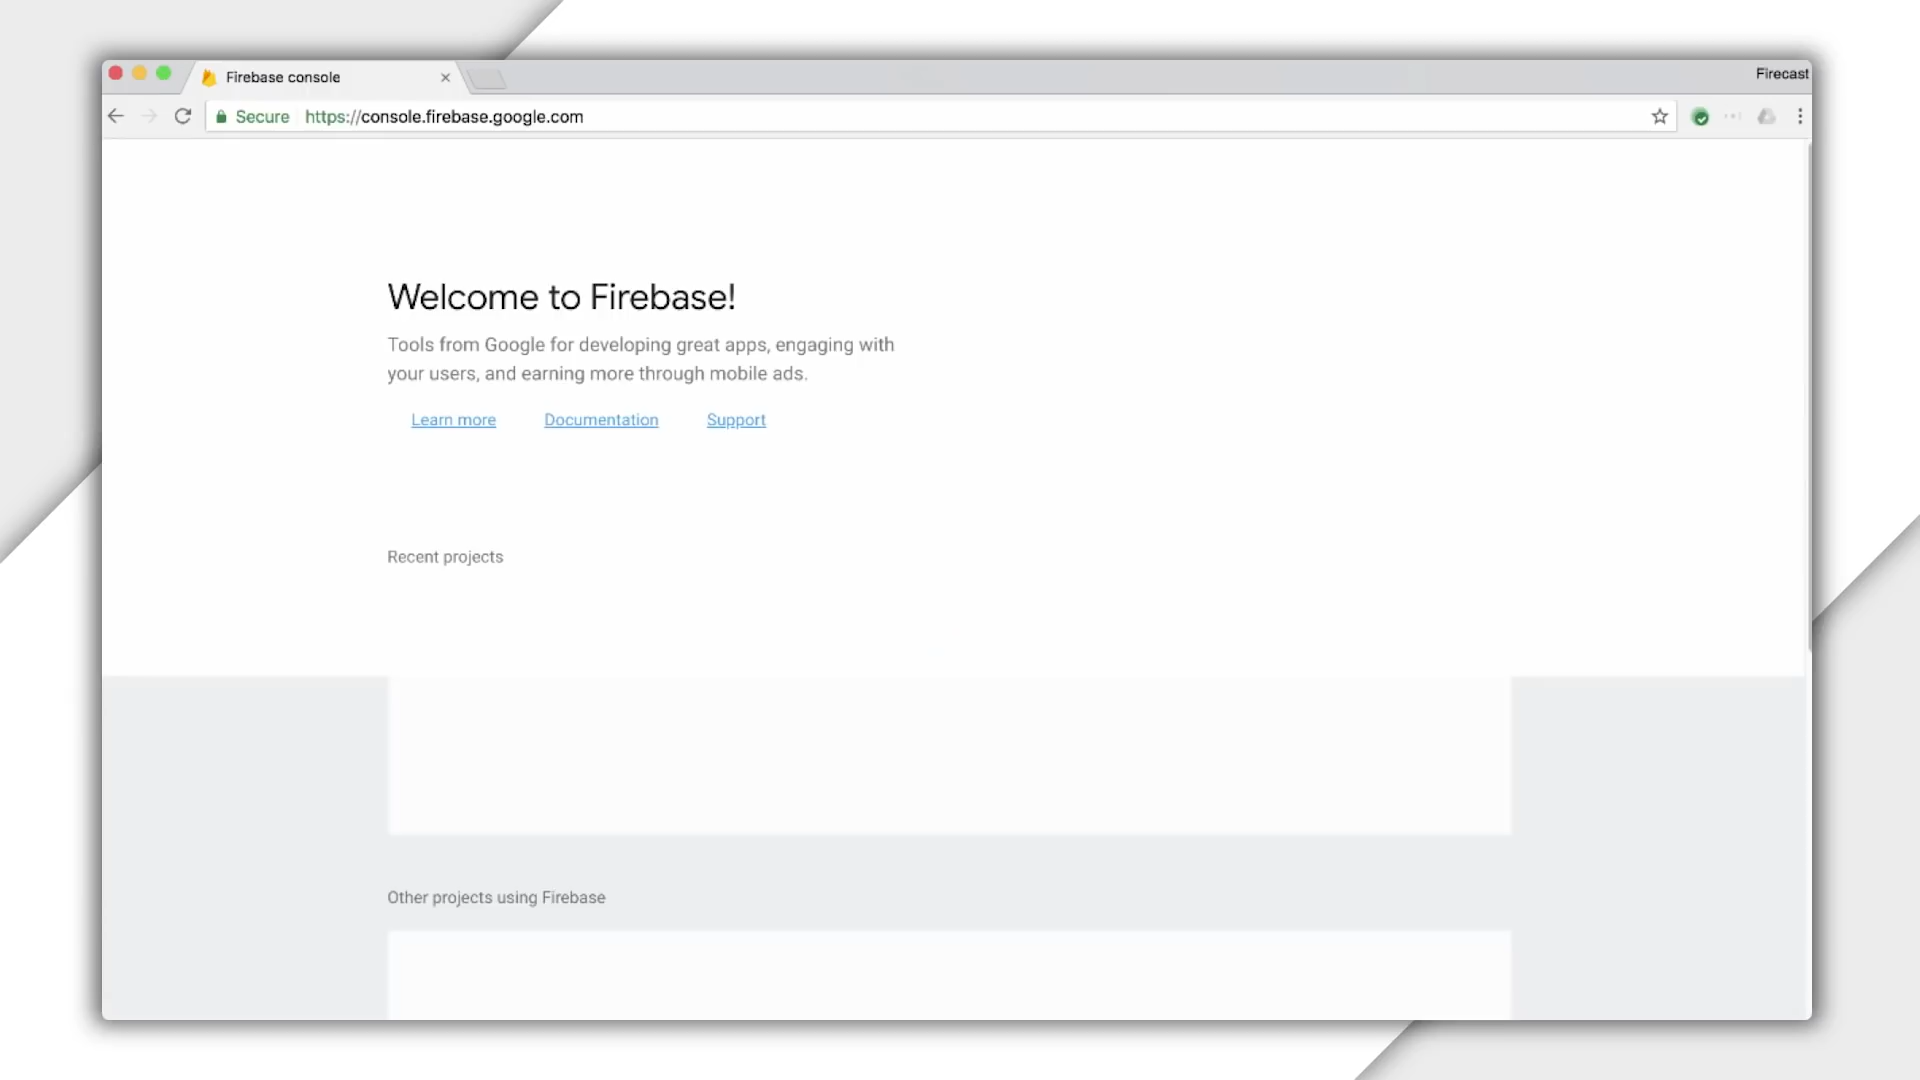 Firebase console
Firecast
Secure https://console.firebase.google.com
Welcome to Firebase!
Tools from Google for developing great apps, engaging with
your users, and earning more through mobile ads.
Learn more Documentation Support
Recent projects
Other projects using Firebase